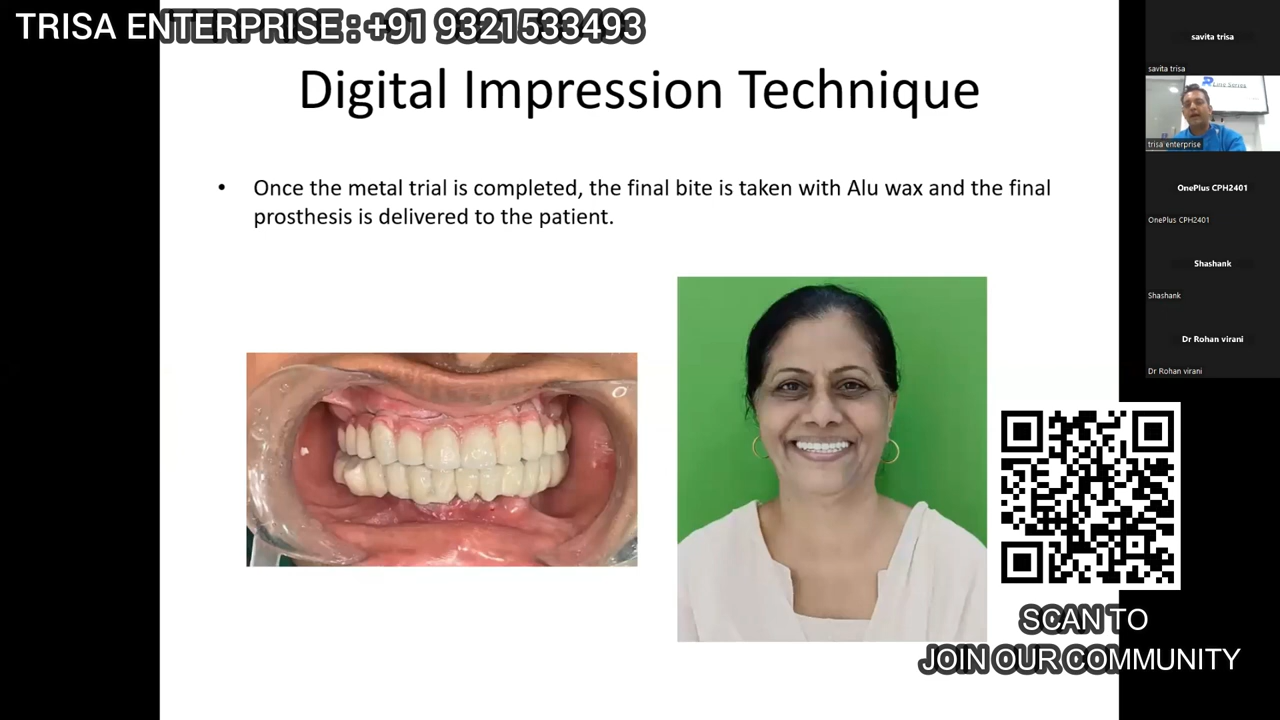 TRISA ENTERPRISE : +91 9321533493
Digital Impression Technique
• Once the metal trial is completed, the final bite is taken with Alu wax and the final
prosthesis is delivered to the patient.
savita trisa
savita trisa
Line Series
trisa enterprise
OnePlus CPH2401
OnePlus CPH2401
Shashank
Shashank
Dr Rohan virani
Dr Rohan virani
SCAN TO
JOIN OUR COMMUNITY